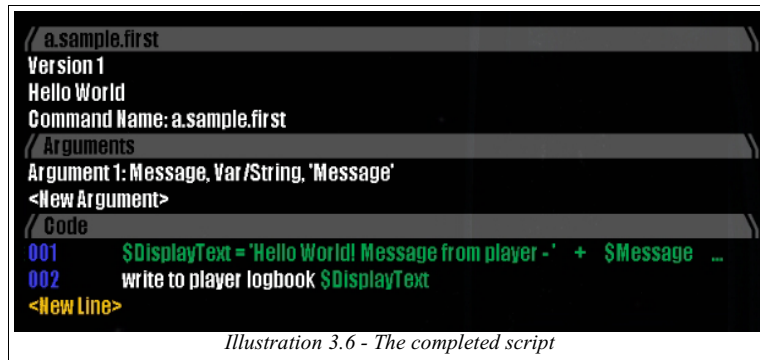 a.sample.first
Version 1
Hello World
Command Name: a.sample.first
Arguments
Argument 1: Message, Var/String, 'Message'
<New Argument>
Code
001 $DisplayText = 'Hello World! Message from player - ' + $Message ...
002 write to player logbook $DisplayText
<New Line>
Illustration 3.6 - The completed script